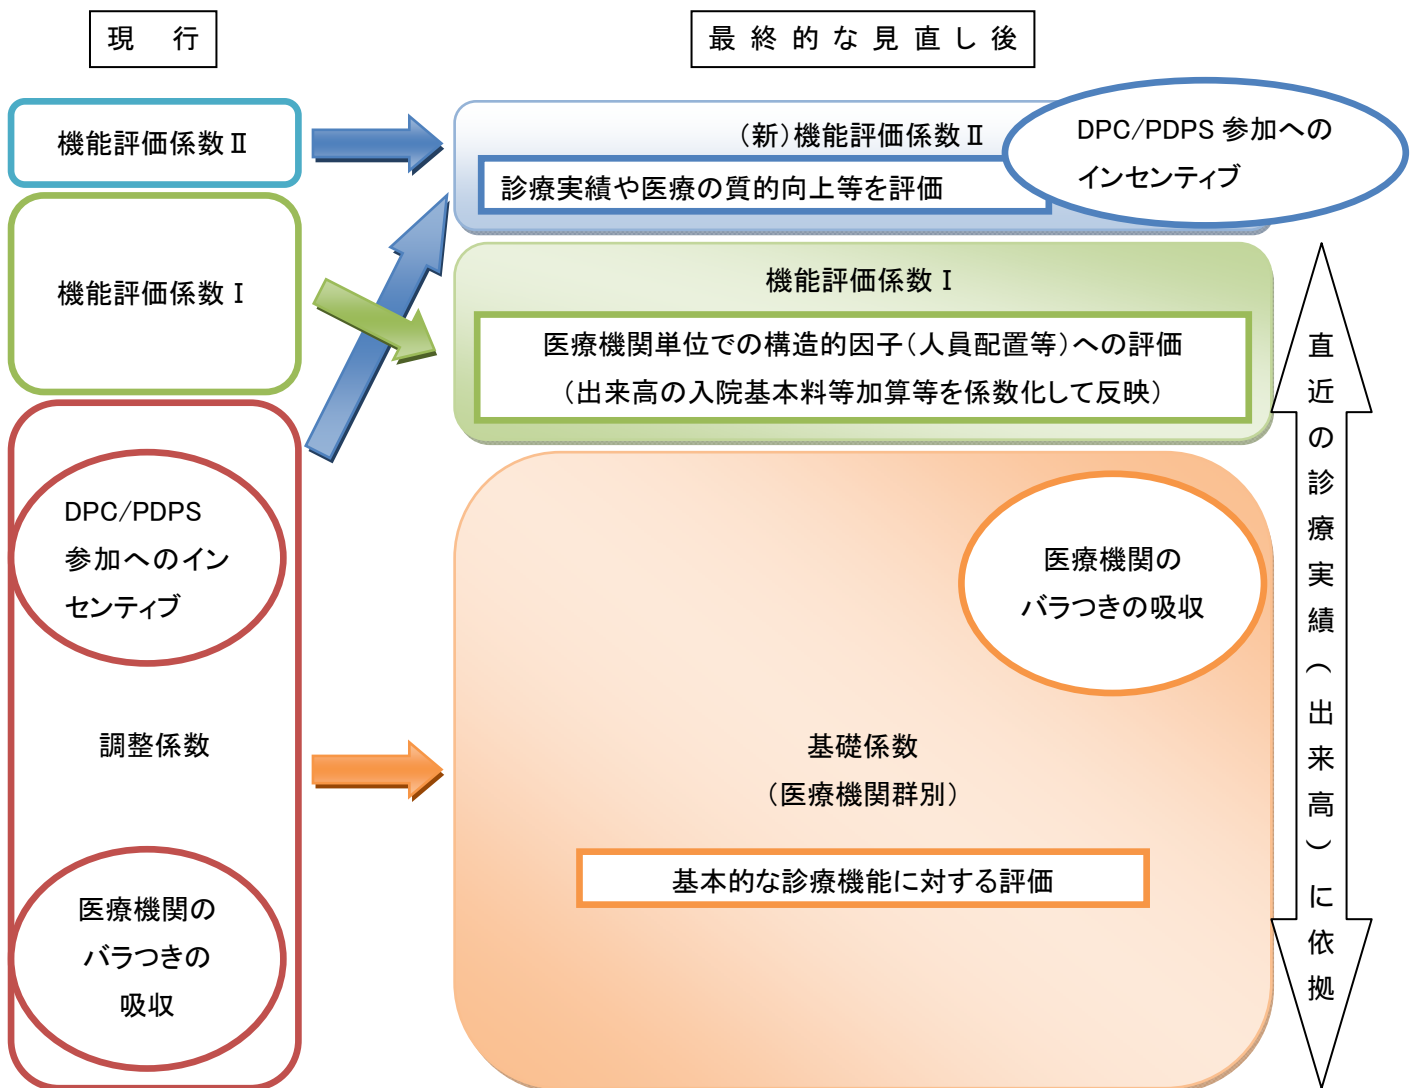 現 行
最終的な見直し後
機能評価係数Ⅱ
機能評価係数Ⅰ
DPC/PDPS
参加へのイン
センティブ
調整係数
医療機関の
バラつきの
吸収
（新）機能評価係数Ⅱ
診療実績や医療の質的向上等を評価
DPC/PDPS 参加への
インセンティブ
機能評価係数Ⅰ
医療機関単位での構造的因子（人員配置等）への評価
（出来高の入院基本料等加算等を係数化して反映）
医療機関の
バラつきの吸収
基礎係数
（医療機関群別）
基本的な診療機能に対する評価
直近の診療実績（出来高）に依拠